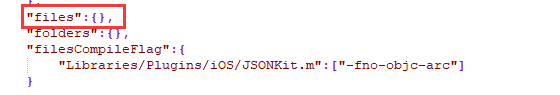 },
"files":{},
"folders":{},
"filesCompileFlag":{
"Libraries/Plugins/iOS/JSONKit.m":["-fno-objc-arc"]
}